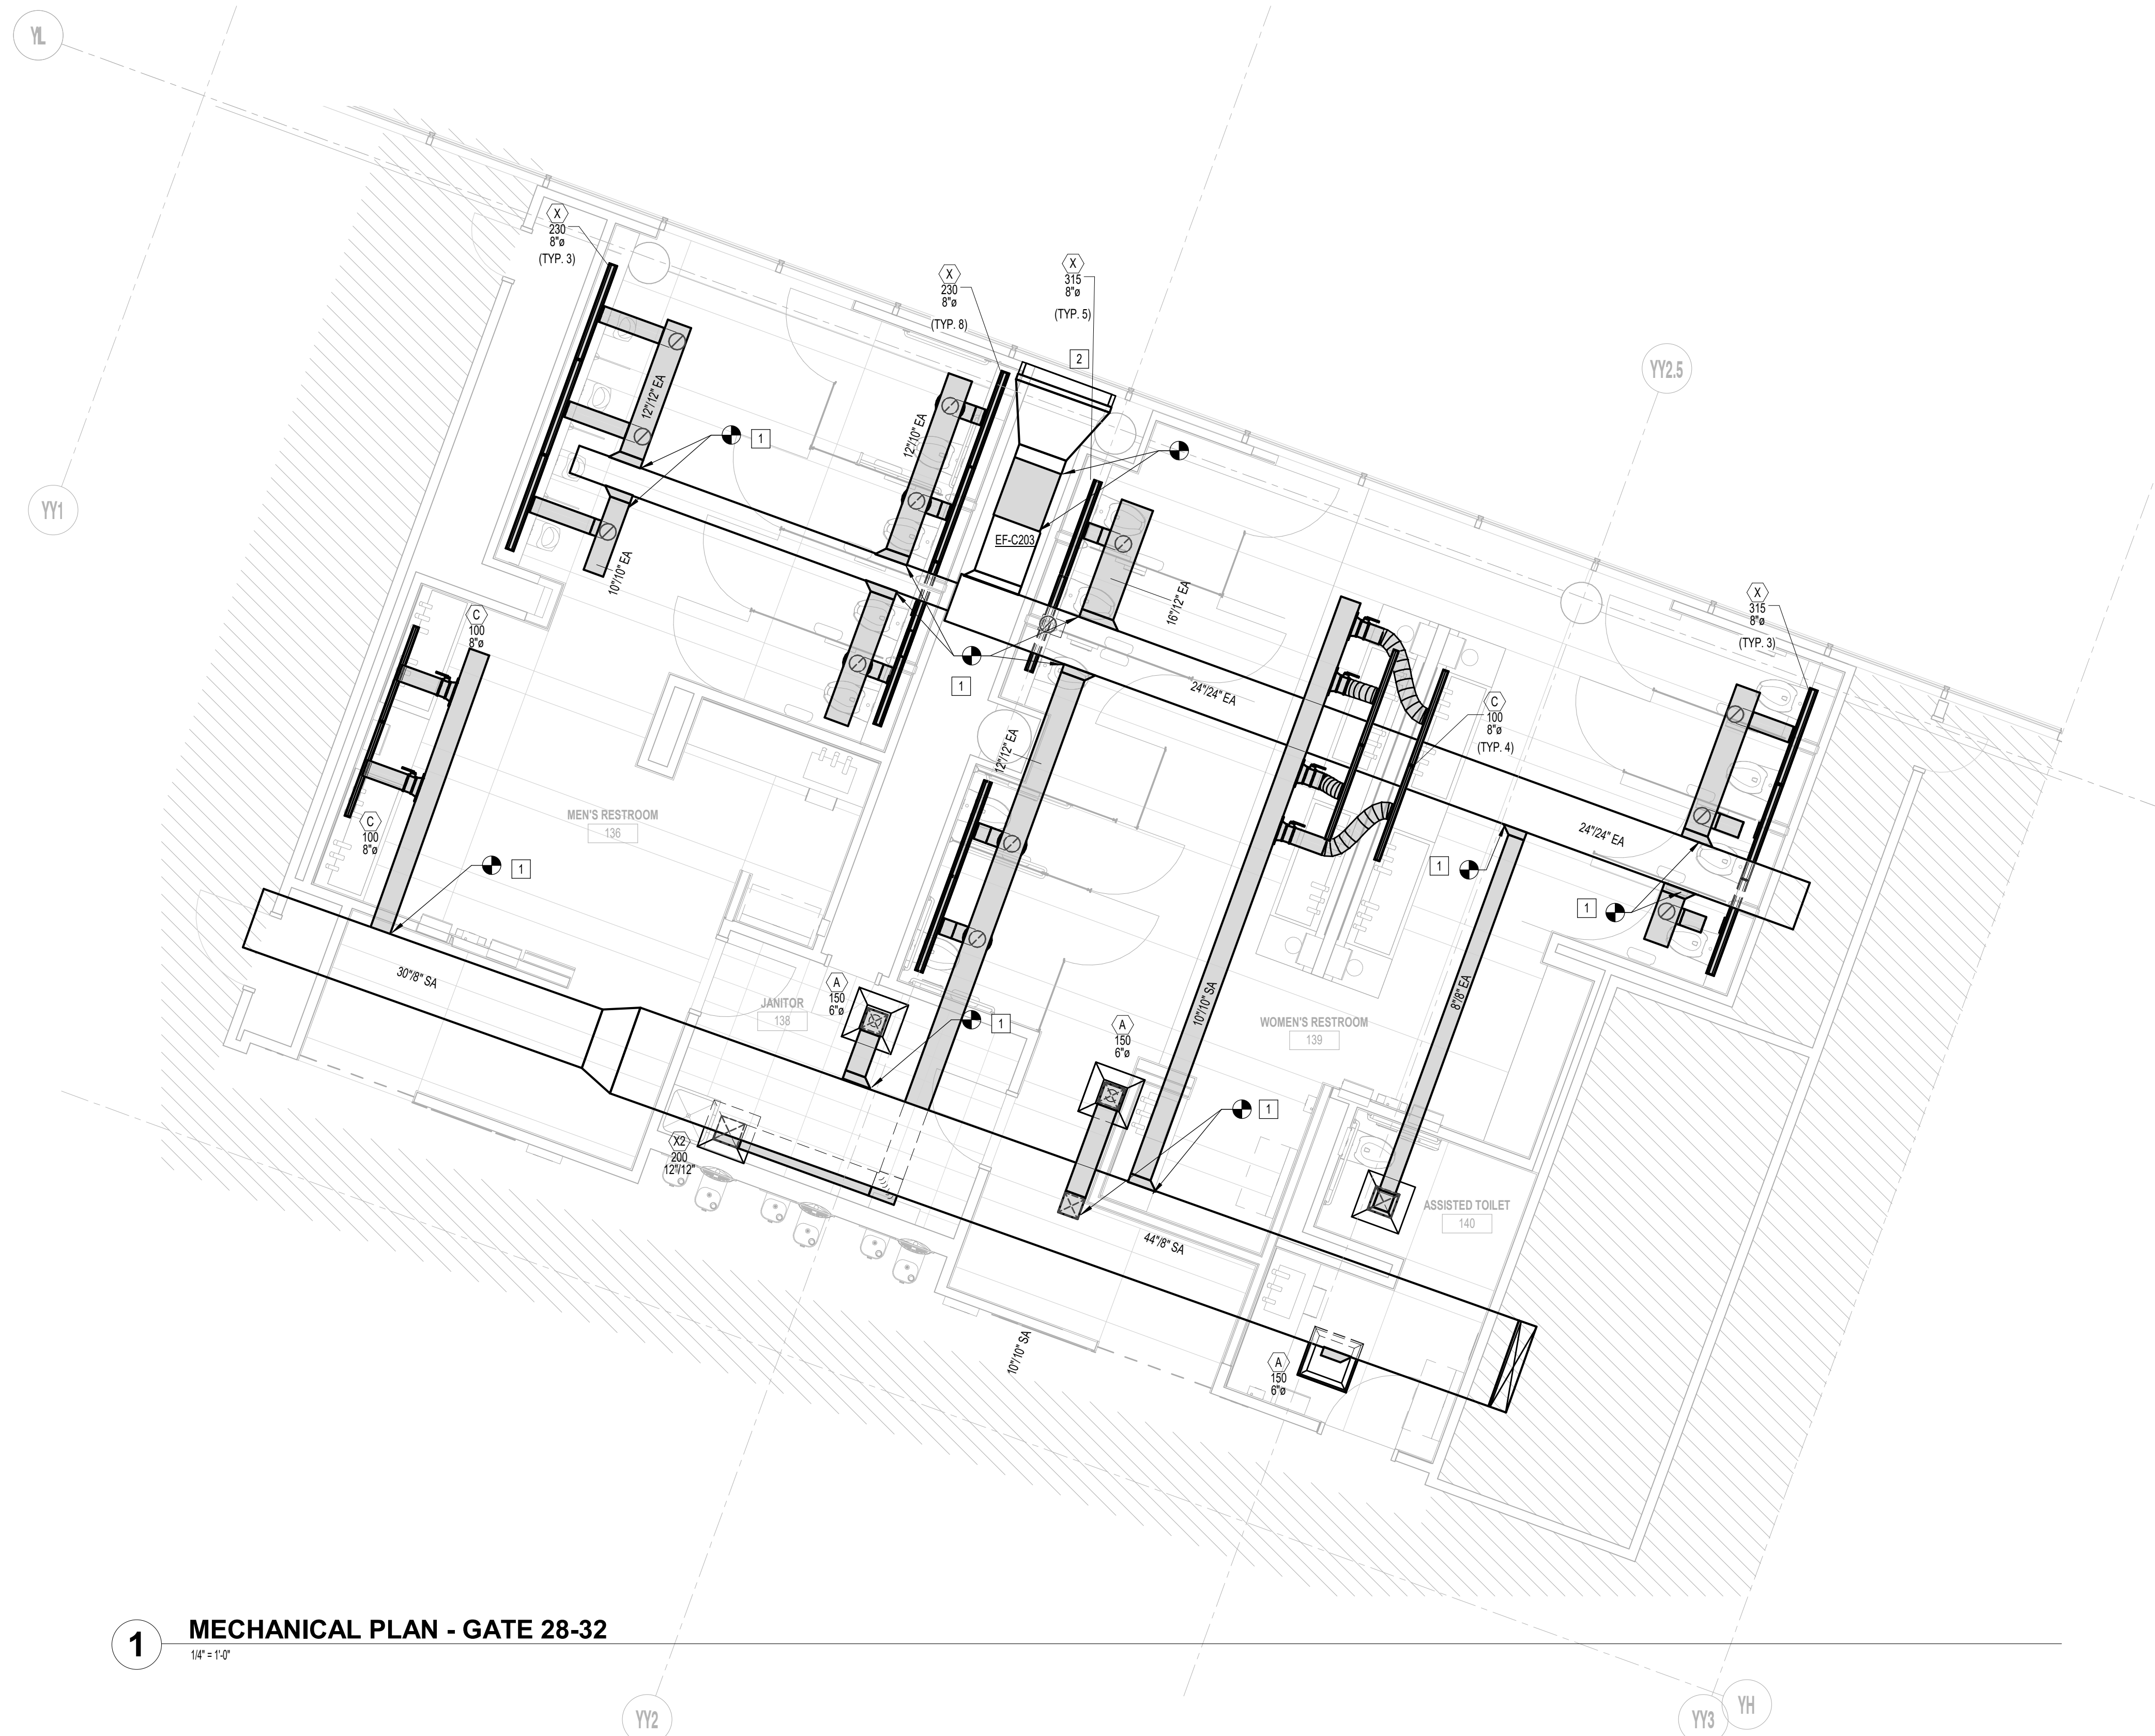 YL
X
230
8"ø
(TYP. 3)
X
230
8"ø
(TYP. 8)
X
315
8"ø
(TYP. 5)
2
YY2.5
12"/12" EA
12"/10" EA
1
YY1
EF-C203
10"/10" EA
16"/12" EA
X
315
8"ø
(TYP. 3)
C
100
8"ø
1
24"/24" EA
C
100
8"ø
(TYP. 4)
12"/12" EA
MEN'S RESTROOM
136
C
100
8"ø
24"/24" EA
1
1
1
30"/8" SA
A
150
6"ø
JANITOR
138
10"/10" SA
8"/8" EA
1
A
150
6"ø
WOMEN'S RESTROOM
139
1
X2
200
12"/12"
ASSISTED TOILET
140
44"/8" SA
10"/10" SA
A
150
6"ø
1
MECHANICAL PLAN - GATE 28-32
1/4" = 1'-0"
YY2
YY3
YH